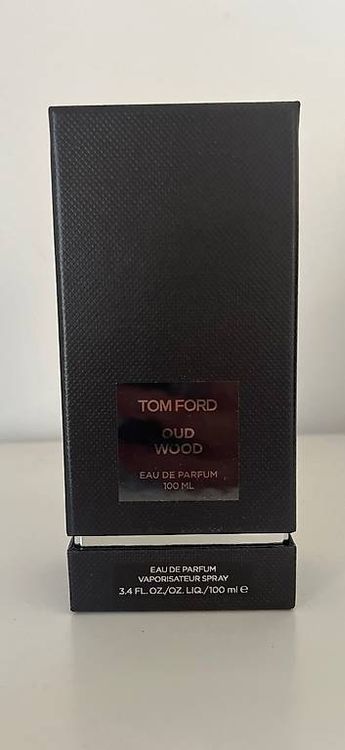 TOM FORD
OUD
WOOD
EAU DE PARFUM
100 ML
EAU DE PARFUM
VAPORISATEUR SPRAY
3.4 FL. OZ./OZ. LIQ./100 ml ℮